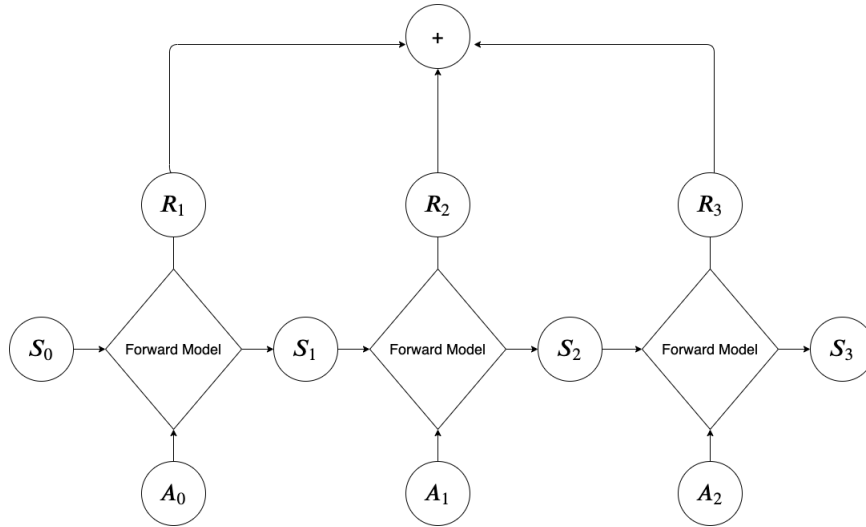 +
R₁ R₂ R₃
S₀ Forward Model S₁ Forward Model S₂ Forward Model S₃
A₀ A₁ A₂